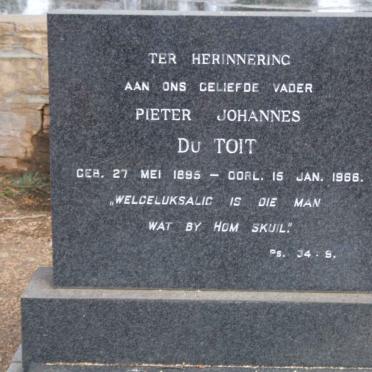 TER HERINNERING
AAN ONS GELIEFDE VADER
PIETER JOHANNES
DU TOIT
GEB. 27 MEI 1895 – OORL. 15 JAN. 1966.
„WELGELUKSALIG IS DIE MAN
WAT BY HOM SKUIL."
Ps. 34 : 9.